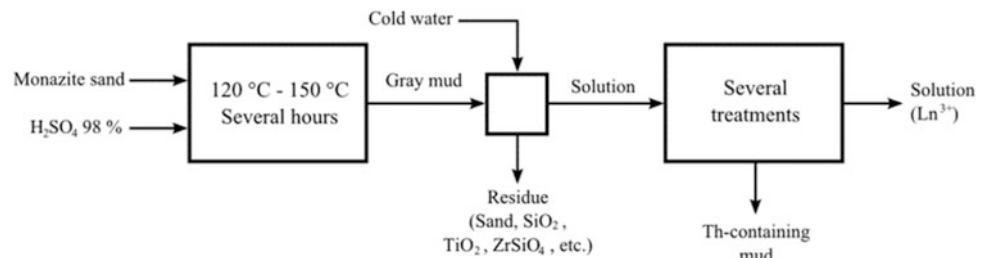 Cold water
Monazite sand
H₂SO₄ 98 %
120 °C - 150 °C
Several hours
Gray mud
Solution
Several
treatments
Solution
(Ln³⁺)
Residue
(Sand, SiO₂ ,
TiO₂ , ZrSiO₄ , etc.)
Th-containing
mud